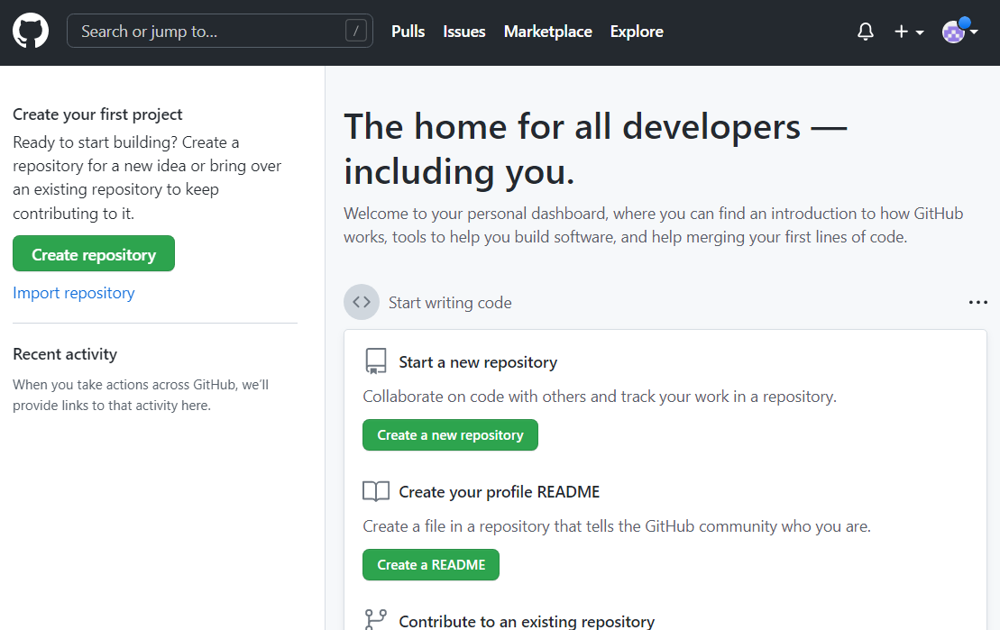 Search or jump to...
/
Pulls
Issues
Marketplace
Explore
Create your first project
Ready to start building? Create a
repository for a new idea or bring over
an existing repository to keep
contributing to it.
Create repository
Import repository
Recent activity
When you take actions across GitHub, we’ll
provide links to that activity here.
The home for all developers —
including you.
Welcome to your personal dashboard, where you can find an introduction to how GitHub
works, tools to help you build software, and help merging your first lines of code.
Start writing code
Start a new repository
Collaborate on code with others and track your work in a repository.
Create a new repository
Create your profile README
Create a file in a repository that tells the GitHub community who you are.
Create a README
Contribute to an existing repository